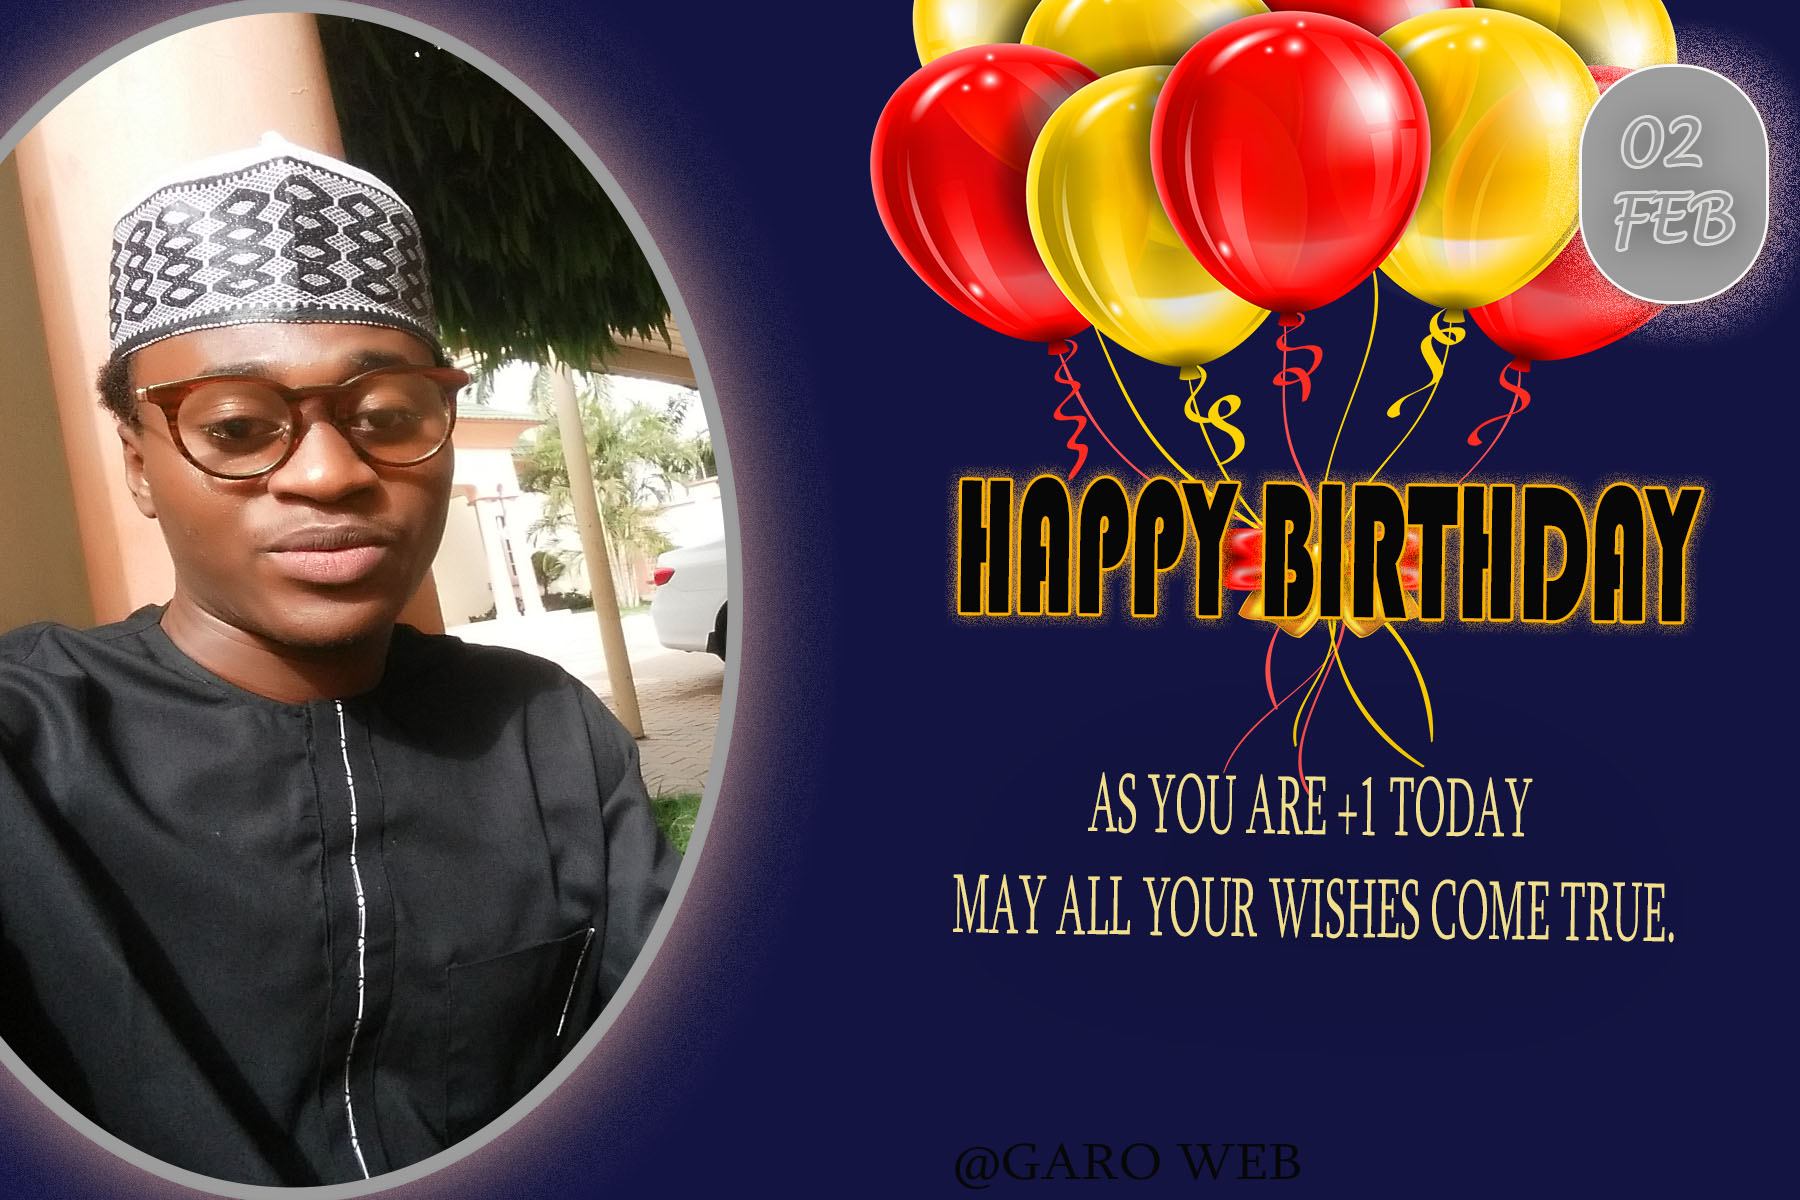 02
FEB
HAPPY BIRTHDAY
AS YOU ARE +1 TODAY
MAY ALL YOUR WISHES COME TRUE.
@GARO WEB